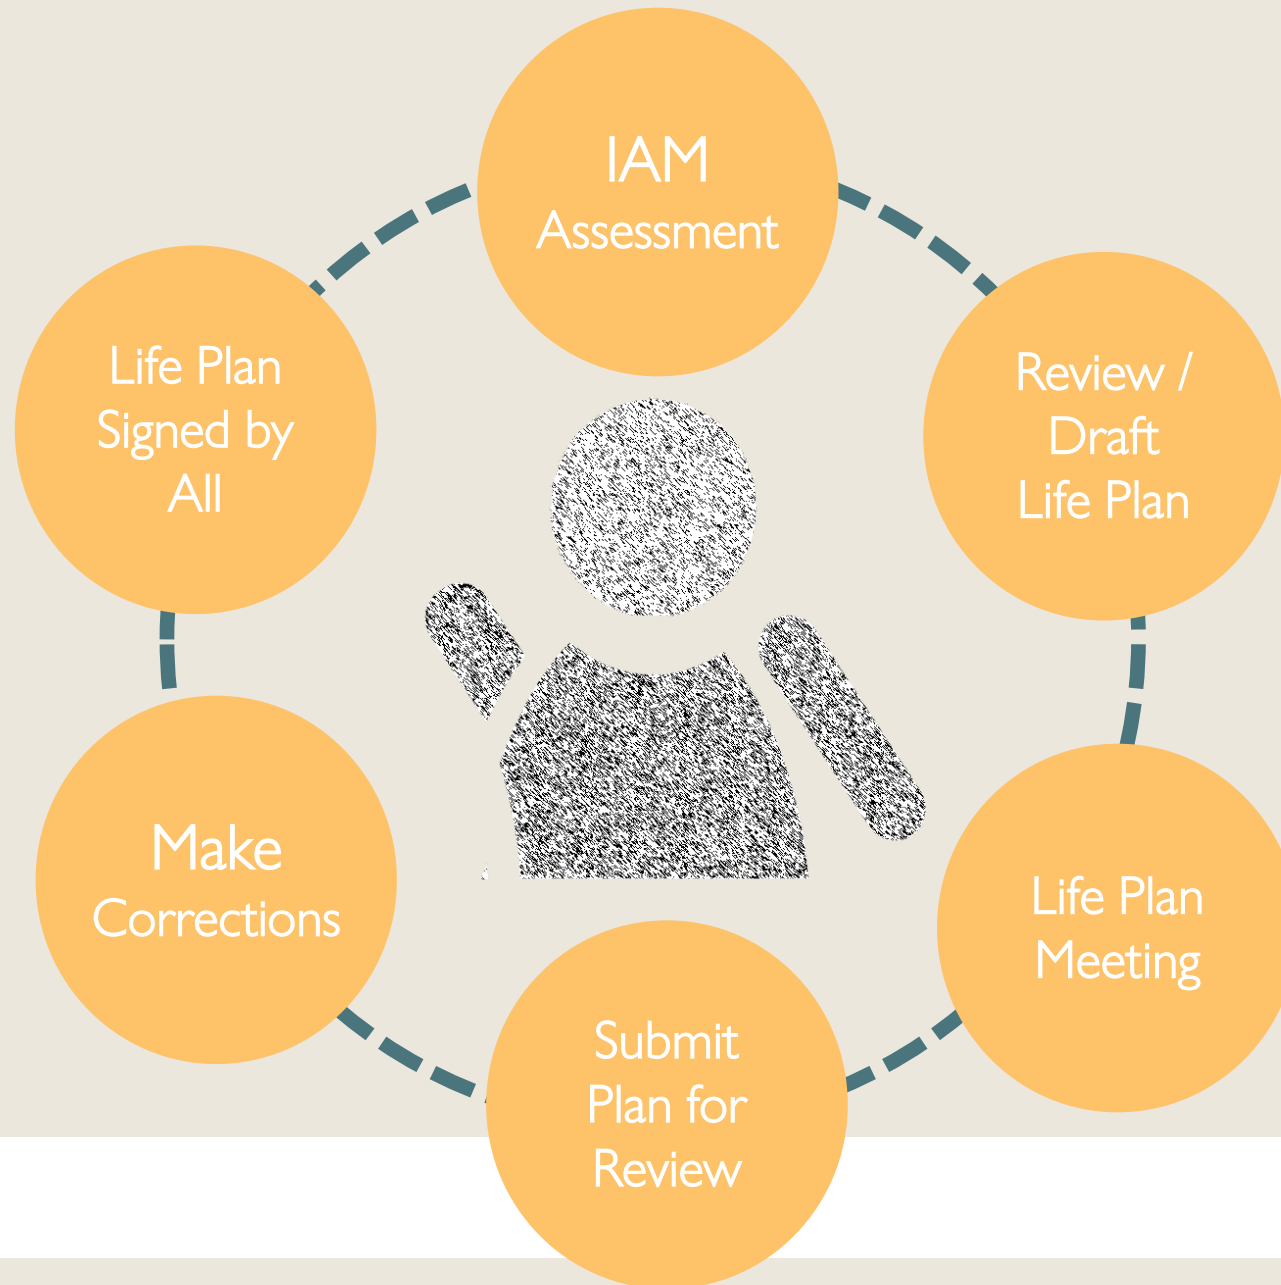 IAM
Assessment
Review /
Draft
Life Plan
Life Plan
Meeting
Submit
Plan for
Review
Make
Corrections
Life Plan
Signed by
All